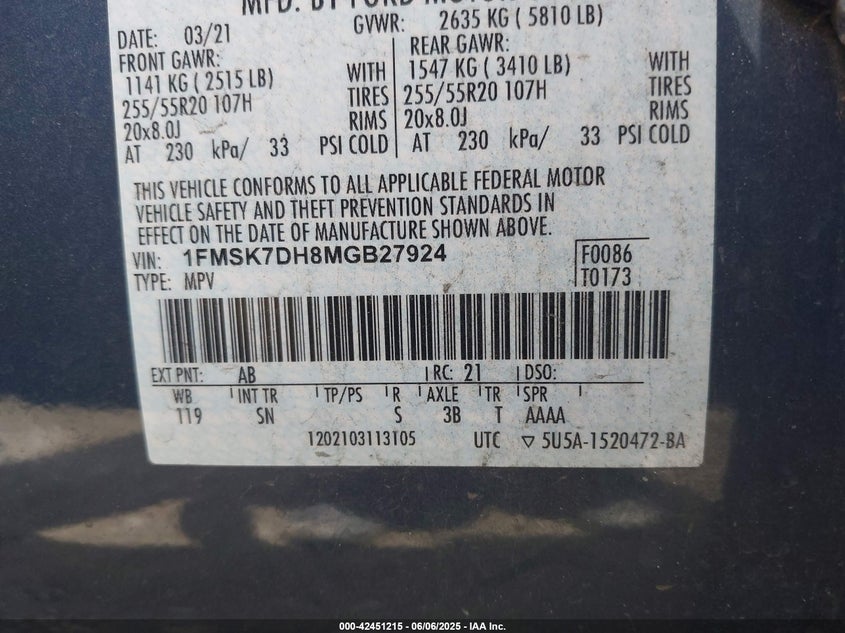 MFD. BY FORD MOTOR
DATE: 03/21 GVWR: 2635 KG ( 5810 LB)
FRONT GAWR: REAR GAWR:
1141 KG ( 2515 LB) WITH 1547 KG ( 3410 LB) WITH
255/55R20 107H TIRES 255/55R20 107H TIRES
20x8.0J RIMS 20x8.0J RIMS
AT 230 kPa/ 33 PSI COLD AT 230 kPa/ 33 PSI COLD
THIS VEHICLE CONFORMS TO ALL APPLICABLE FEDERAL MOTOR
VEHICLE SAFETY AND THEFT PREVENTION STANDARDS IN
EFFECT ON THE DATE OF MANUFACTURE SHOWN ABOVE.
VIN: 1FMSK7DH8MGB27924 F0086
TYPE: MPV T0173
EXT PNT: AB RC: 21 DSO:
WB INT TR TP/PS R AXLE TR SPR
119 SN S 3B T AAAA
1202103113105 UTC ▽ 5U5A-1520472-BA
000-42451215 - 06/06/2025 - IAA Inc.